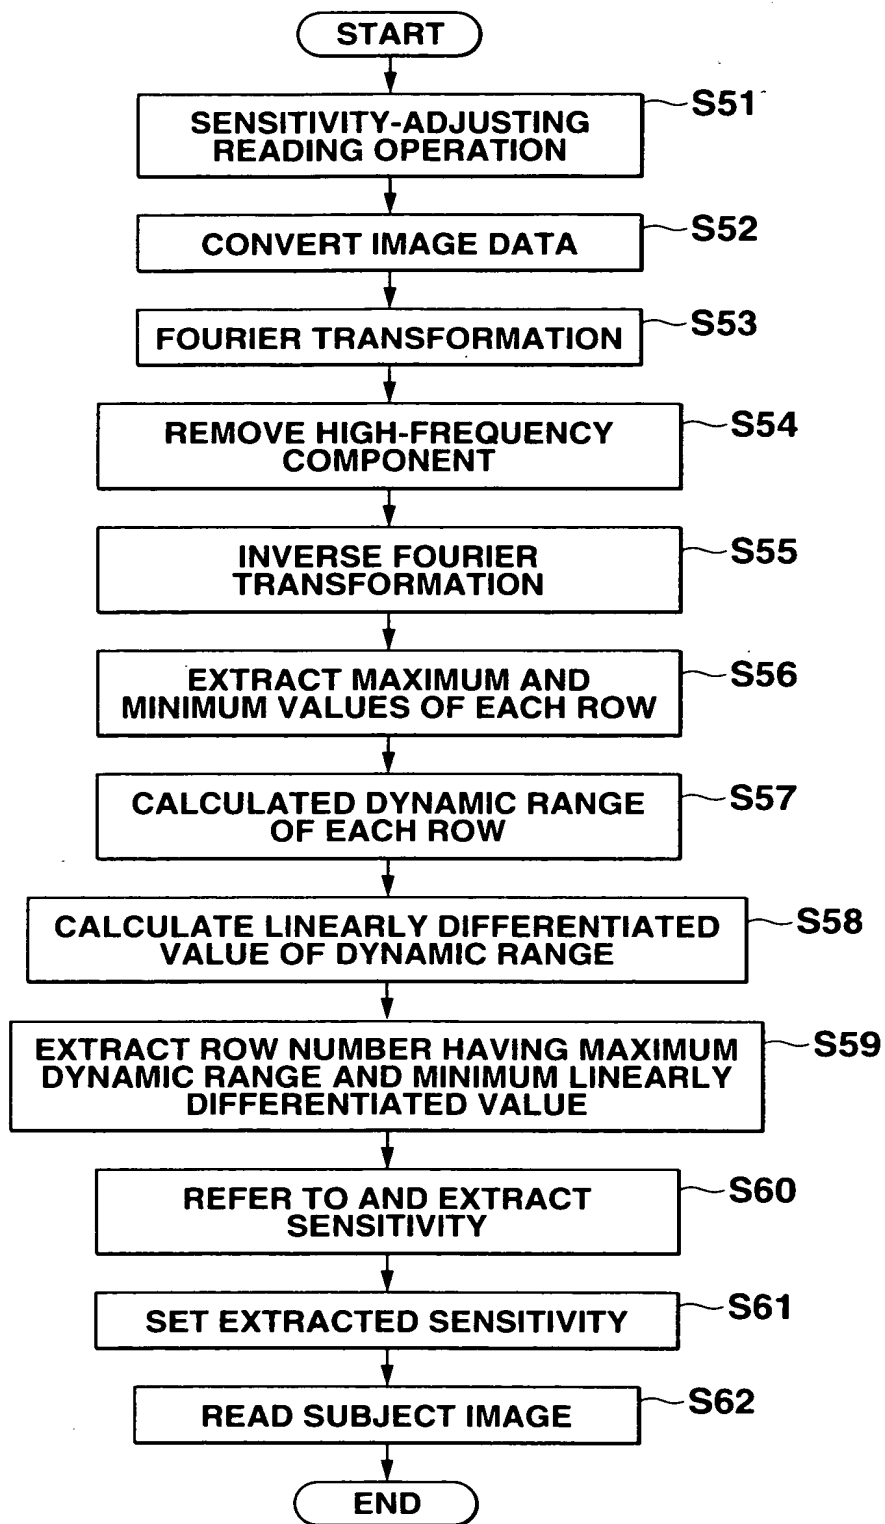 START
SENSITIVITY-ADJUSTING
READING OPERATION
S51
CONVERT IMAGE DATA
S52
FOURIER TRANSFORMATION
S53
REMOVE HIGH-FREQUENCY
COMPONENT
S54
INVERSE FOURIER
TRANSFORMATION
S55
EXTRACT MAXIMUM AND
MINIMUM VALUES OF EACH ROW
S56
CALCULATED DYNAMIC RANGE
OF EACH ROW
S57
CALCULATE LINEARLY DIFFERENTIATED
VALUE OF DYNAMIC RANGE
S58
EXTRACT ROW NUMBER HAVING MAXIMUM
DYNAMIC RANGE AND MINIMUM LINEARLY
DIFFERENTIATED VALUE
S59
REFER TO AND EXTRACT
SENSITIVITY
S60
SET EXTRACTED SENSITIVITY
S61
READ SUBJECT IMAGE
S62
END